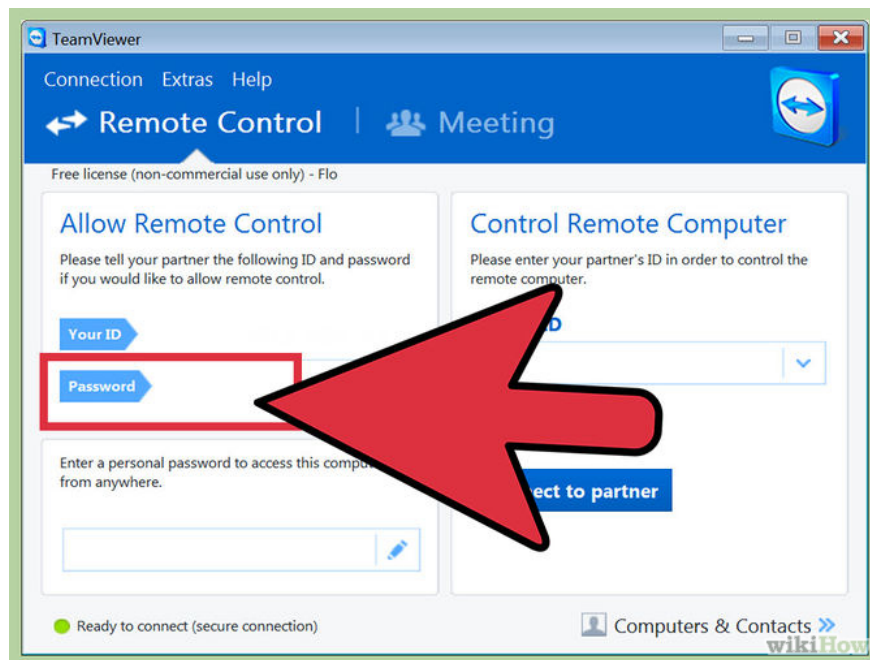 TeamViewer
Connection Extras Help
Remote Control
Meeting
Free license (non-commercial use only) - Flo
Allow Remote Control
Please tell your partner the following ID and password
if you would like to allow remote control.
Your ID
Password
Enter a personal password to access this
from anywhere.
Control Remote Computer
Please enter your partner's ID in order to control the
remote computer.
to partner
Ready to connect (secure connection)
Computers & Contacts
wikiHow